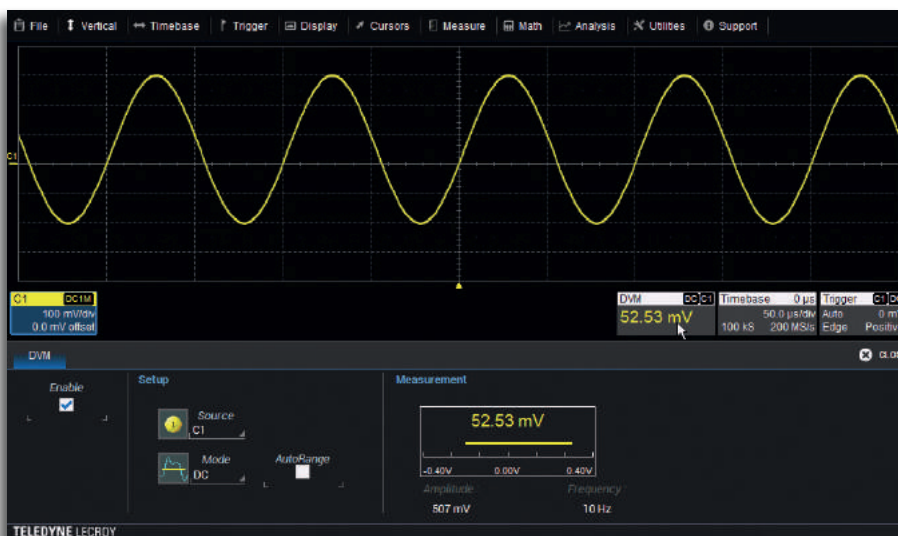 File Vertical Timebase Trigger Display Cursors Measure Math Analysis Utilities Support
C1
C1 DC1M
100 mV/div
0.0 mV offset
DVM DC C1
52.53 mV
Timebase 0 µs
50.0 µs/div
100 kS 200 MS/s
Trigger C1
Auto 0
Edge
DVM
Enable
Setup
1
Source
C1
Mode
DC
AutoRange
Measurement
52.53 mV
-0.40V 0.00V 0.40V
Amplitude Frequency
507 mV 10 Hz
TELEDYNE LECROY